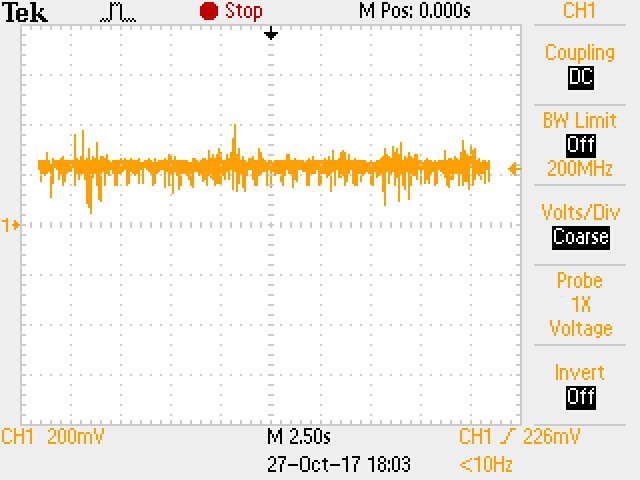 Tek Stop M Pos: 0.000s CH1
Coupling
DC
BW Limit
Off
200MHz
Volts/Div
Coarse
Probe
1X
Voltage
Invert
Off
1
CH1 200mV M 2.50s CH1 226mV
27-Oct-17 18:03 <10Hz